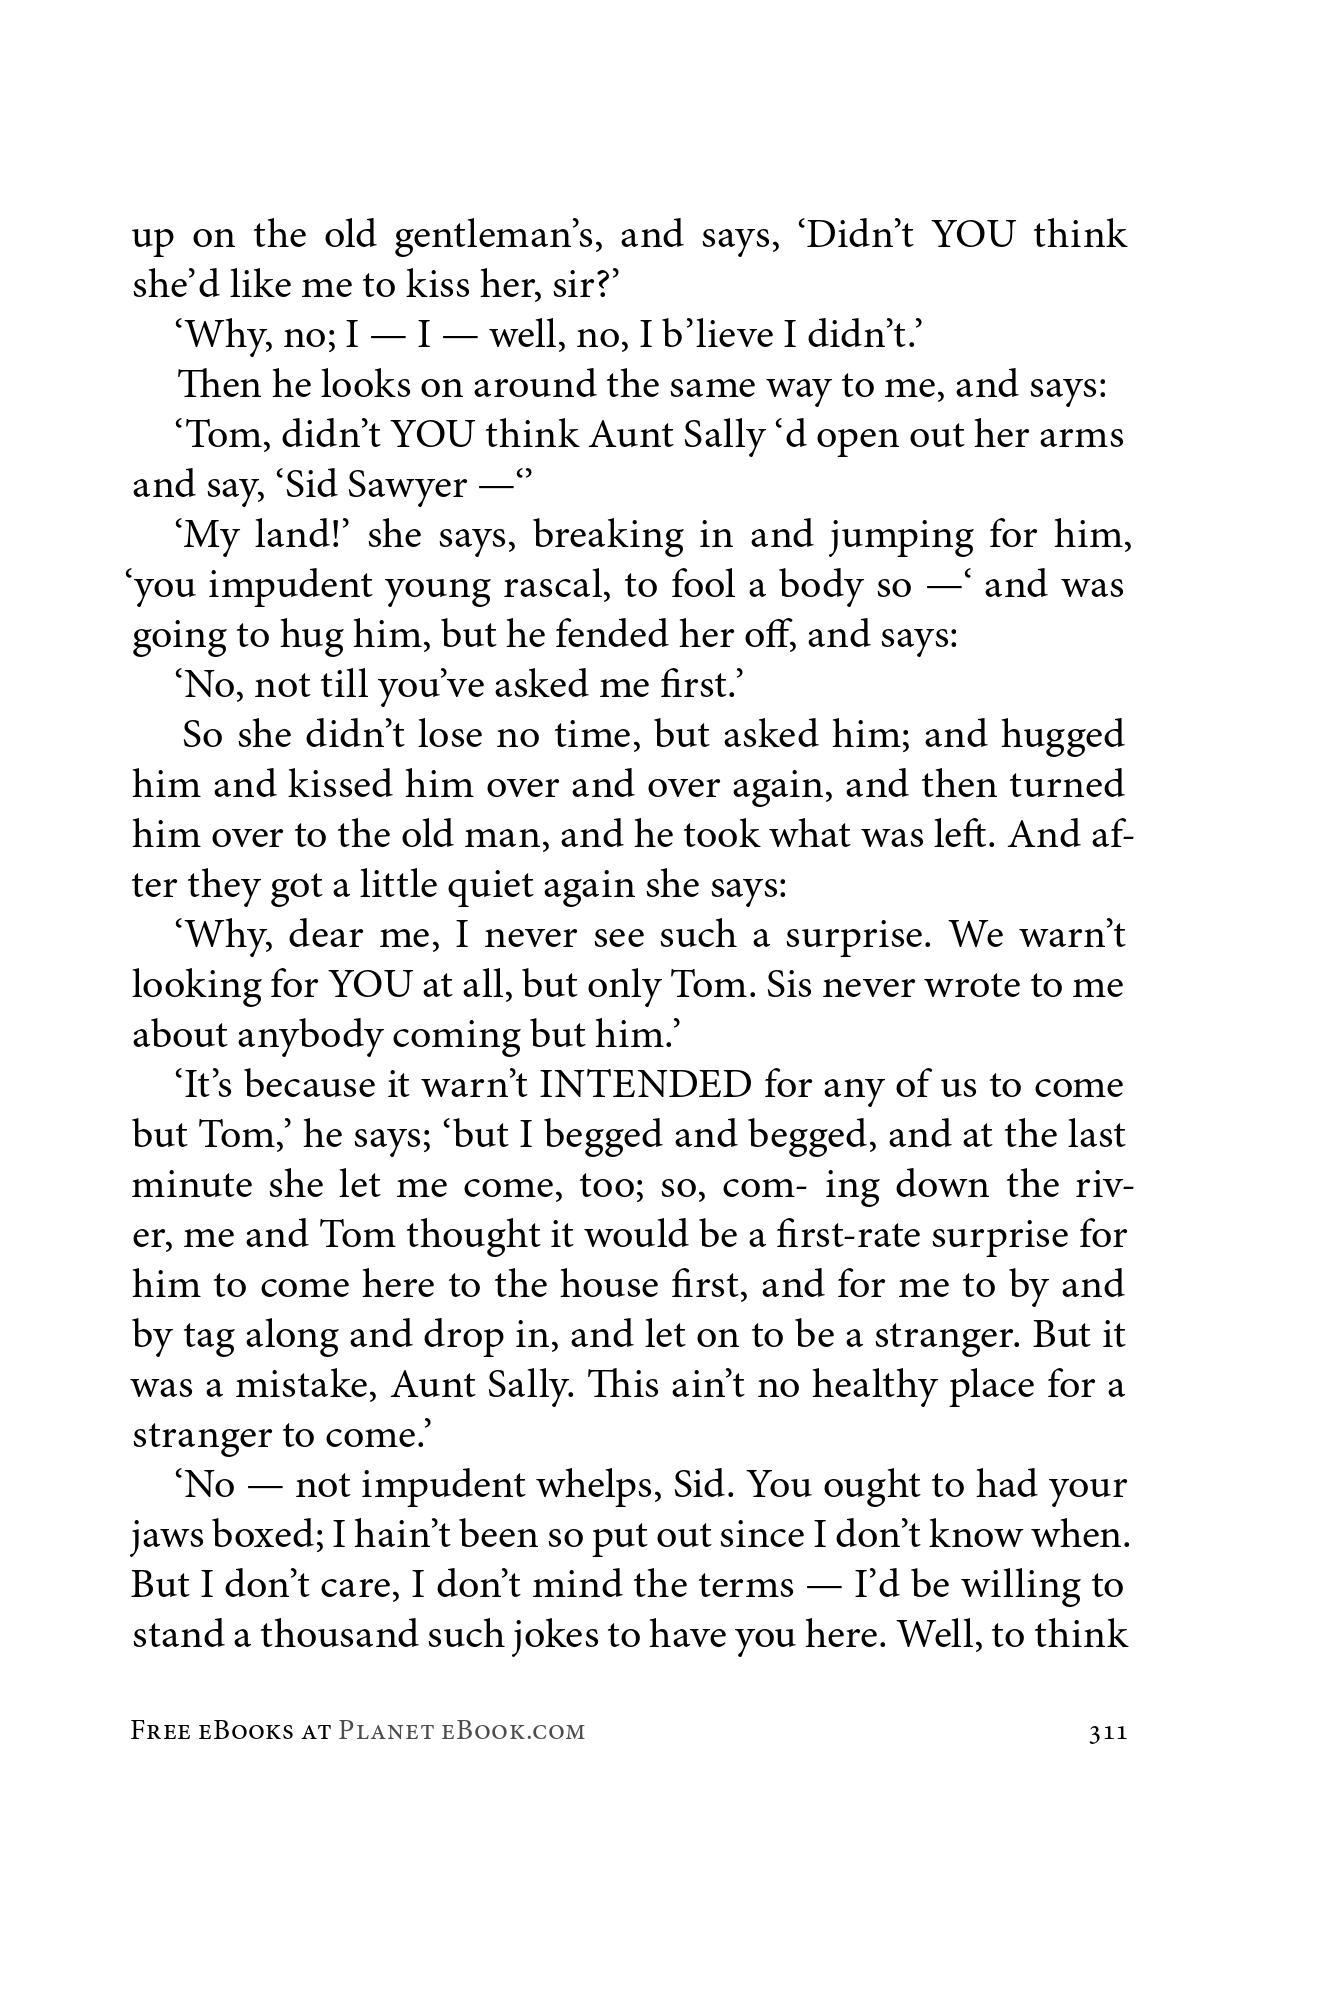 up on the old gentleman’s, and says, ‘Didn’t YOU think
she’d like me to kiss her, sir?’
‘Why, no; I — I — well, no, I b’lieve I didn’t.’
Then he looks on around the same way to me, and says:
‘Tom, didn’t YOU think Aunt Sally ‘d open out her arms
and say, ‘Sid Sawyer —‘’
‘My land!’ she says, breaking in and jumping for him,
‘you impudent young rascal, to fool a body so —‘ and was
going to hug him, but he fended her off, and says:
‘No, not till you’ve asked me first.’
So she didn’t lose no time, but asked him; and hugged
him and kissed him over and over again, and then turned
him over to the old man, and he took what was left. And af-
ter they got a little quiet again she says:
‘Why, dear me, I never see such a surprise. We warn’t
looking for YOU at all, but only Tom. Sis never wrote to me
about anybody coming but him.’
‘It’s because it warn’t INTENDED for any of us to come
but Tom,’ he says; ‘but I begged and begged, and at the last
minute she let me come, too; so, com- ing down the riv-
er, me and Tom thought it would be a first-rate surprise for
him to come here to the house first, and for me to by and
by tag along and drop in, and let on to be a stranger. But it
was a mistake, Aunt Sally. This ain’t no healthy place for a
stranger to come.’
‘No — not impudent whelps, Sid. You ought to had your
jaws boxed; I hain’t been so put out since I don’t know when.
But I don’t care, I don’t mind the terms — I’d be willing to
stand a thousand such jokes to have you here. Well, to think
Free eBooks at Planet eBook.com 311